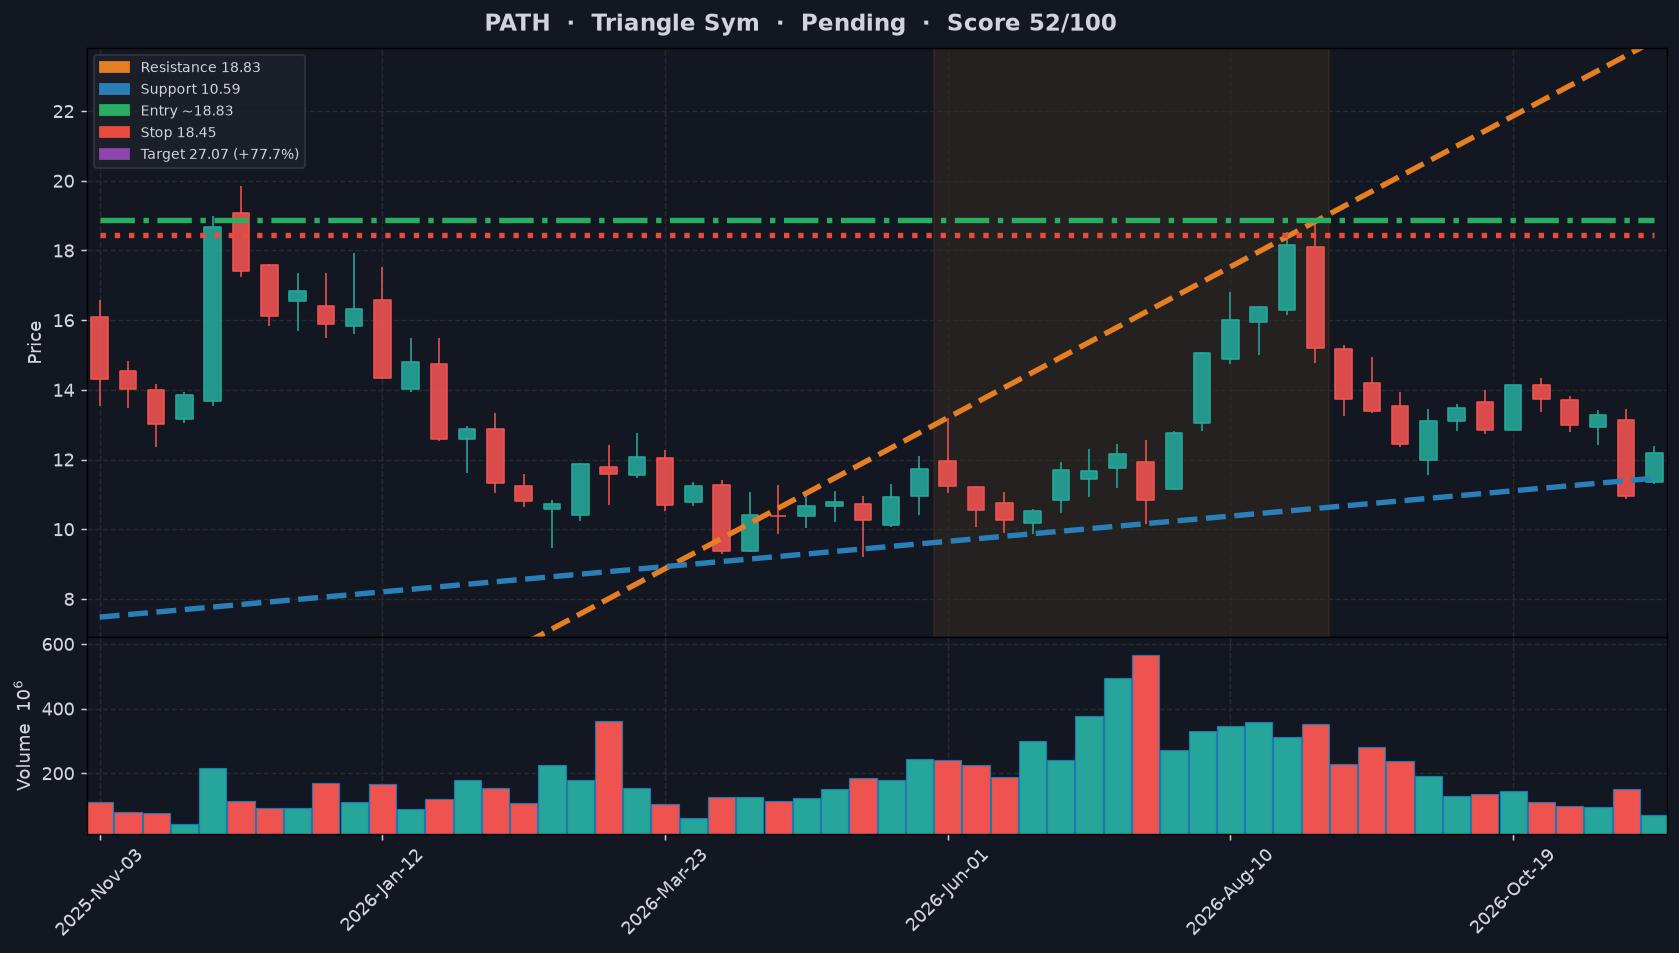 PATH · Triangle Sym · Pending · Score 52/100
Resistance 18.83
Support 10.59
Entry ~18.83
Stop 18.45
Target 27.07 (+77.7%)
Price
22
20
18
16
14
12
10
8
Volume 10⁶
600
400
200
2025-Nov-03
2026-Jan-12
2026-Mar-23
2026-Jun-01
2026-Aug-10
2026-Oct-19